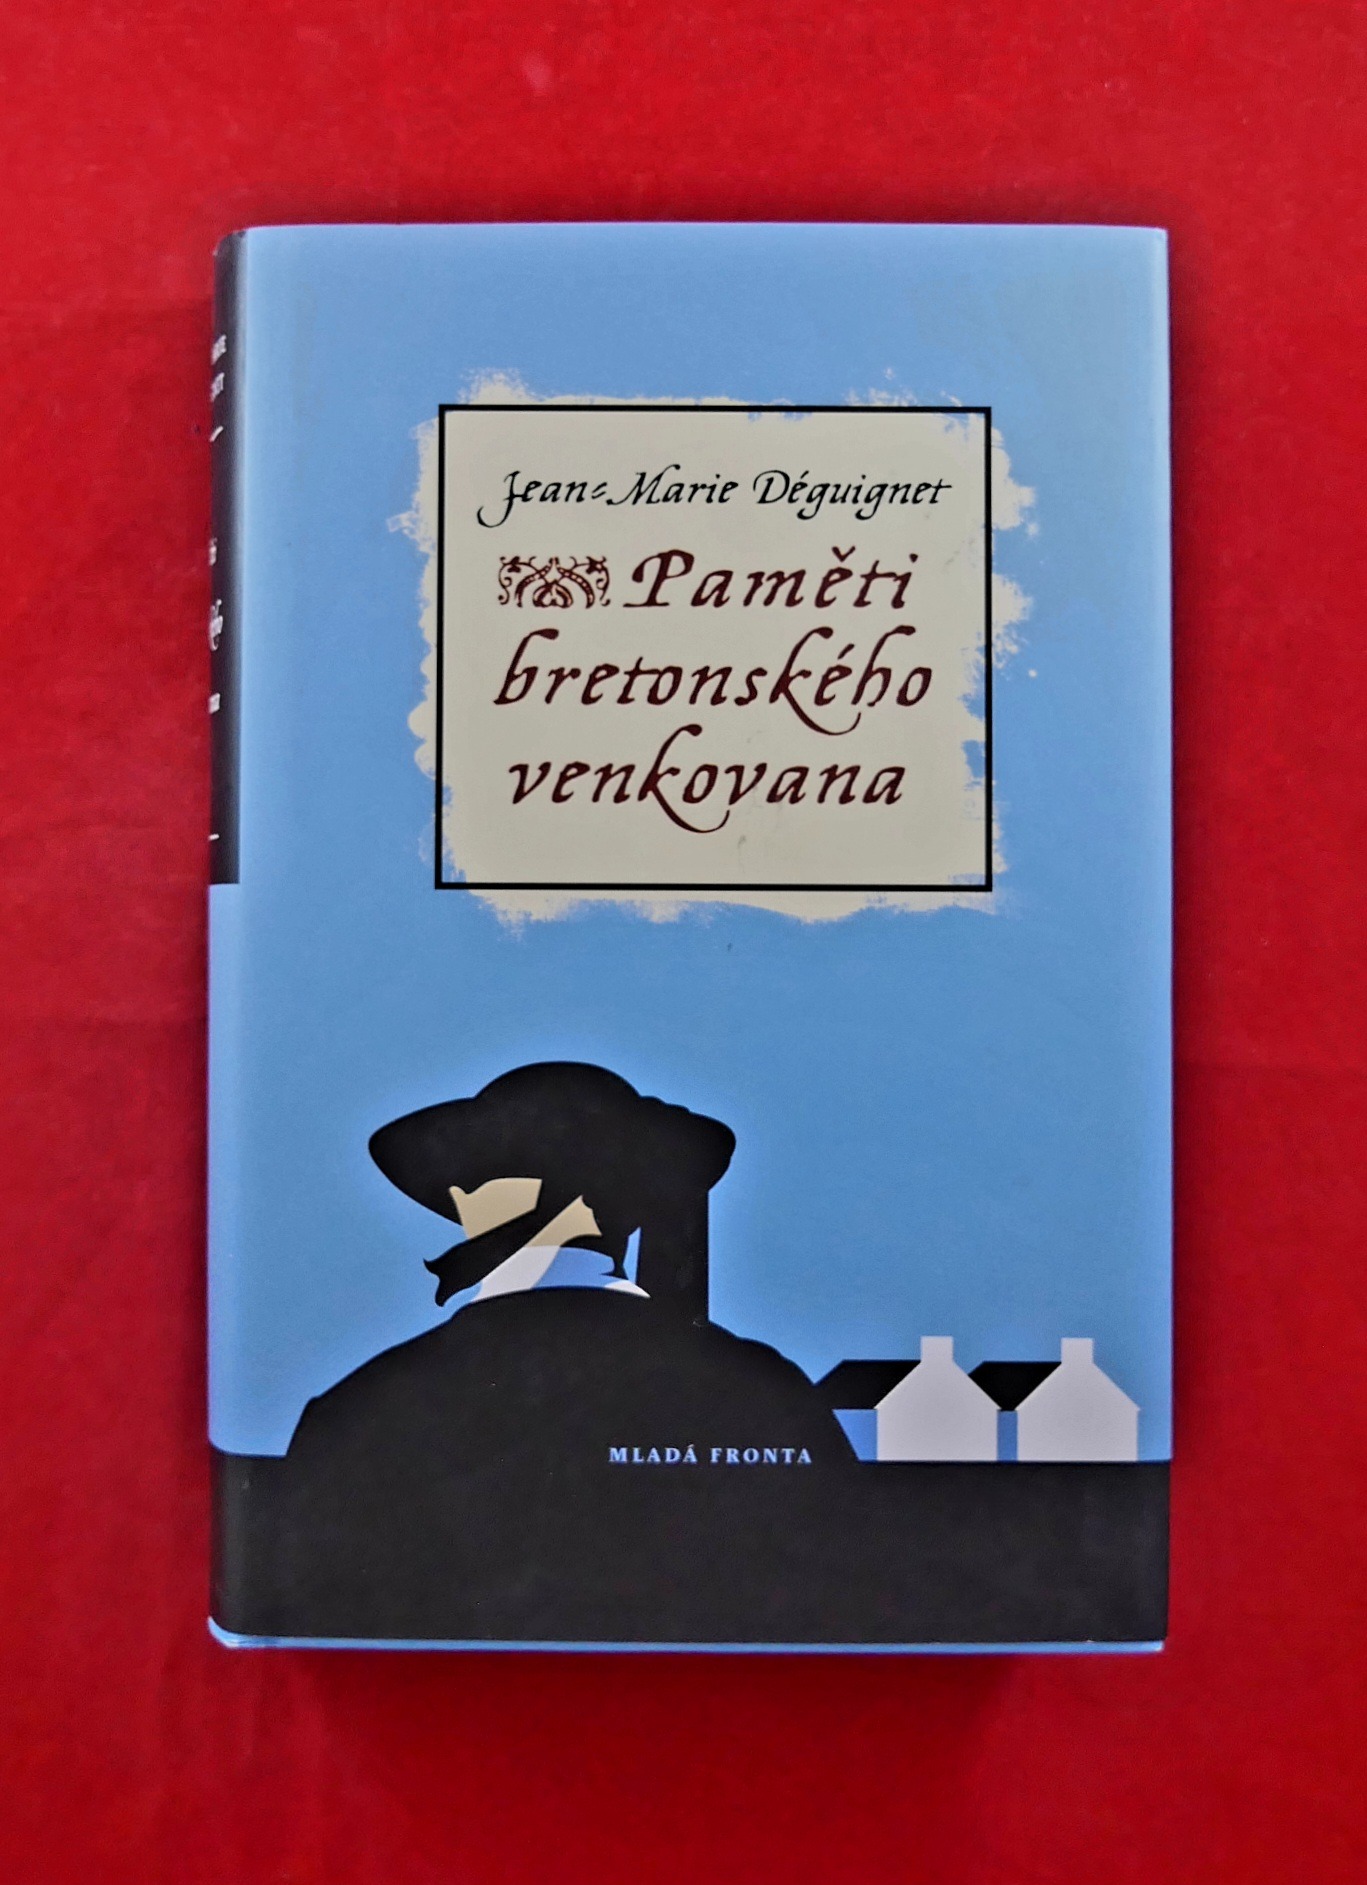 Jean-Marie Déguignet
Paměti
bretonského
venkovana
MLADÁ FRONTA